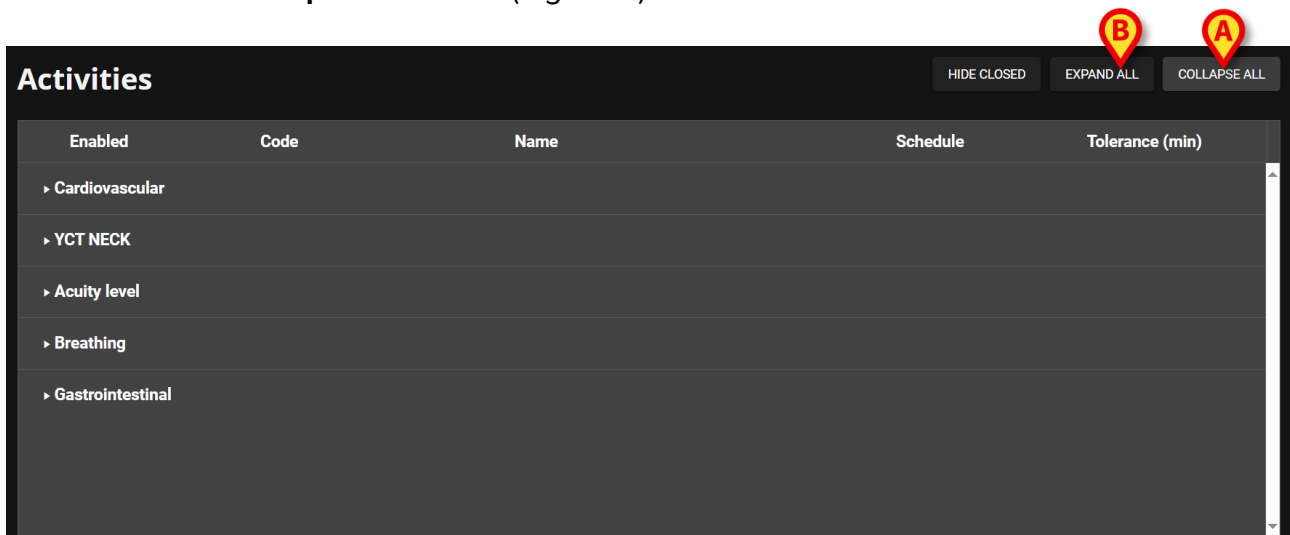 B A
Activities HIDE CLOSED EXPAND ALL COLLAPSE ALL
Enabled Code Name Schedule Tolerance (min)
Cardiovascular
YCT NECK
Acuity level
Breathing
Gastrointestinal